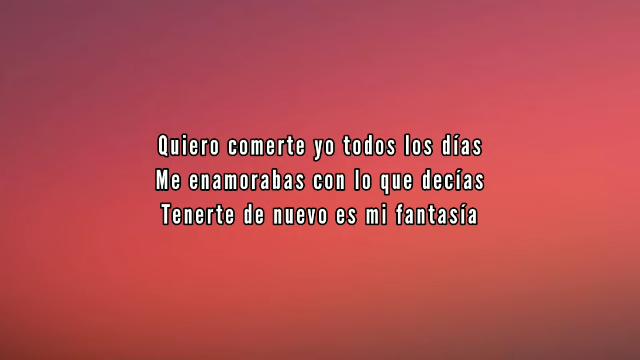 Quiero comerte yo todos los días
Me enamorabas con lo que decías
Tenerte de nuevo es mi fantasía